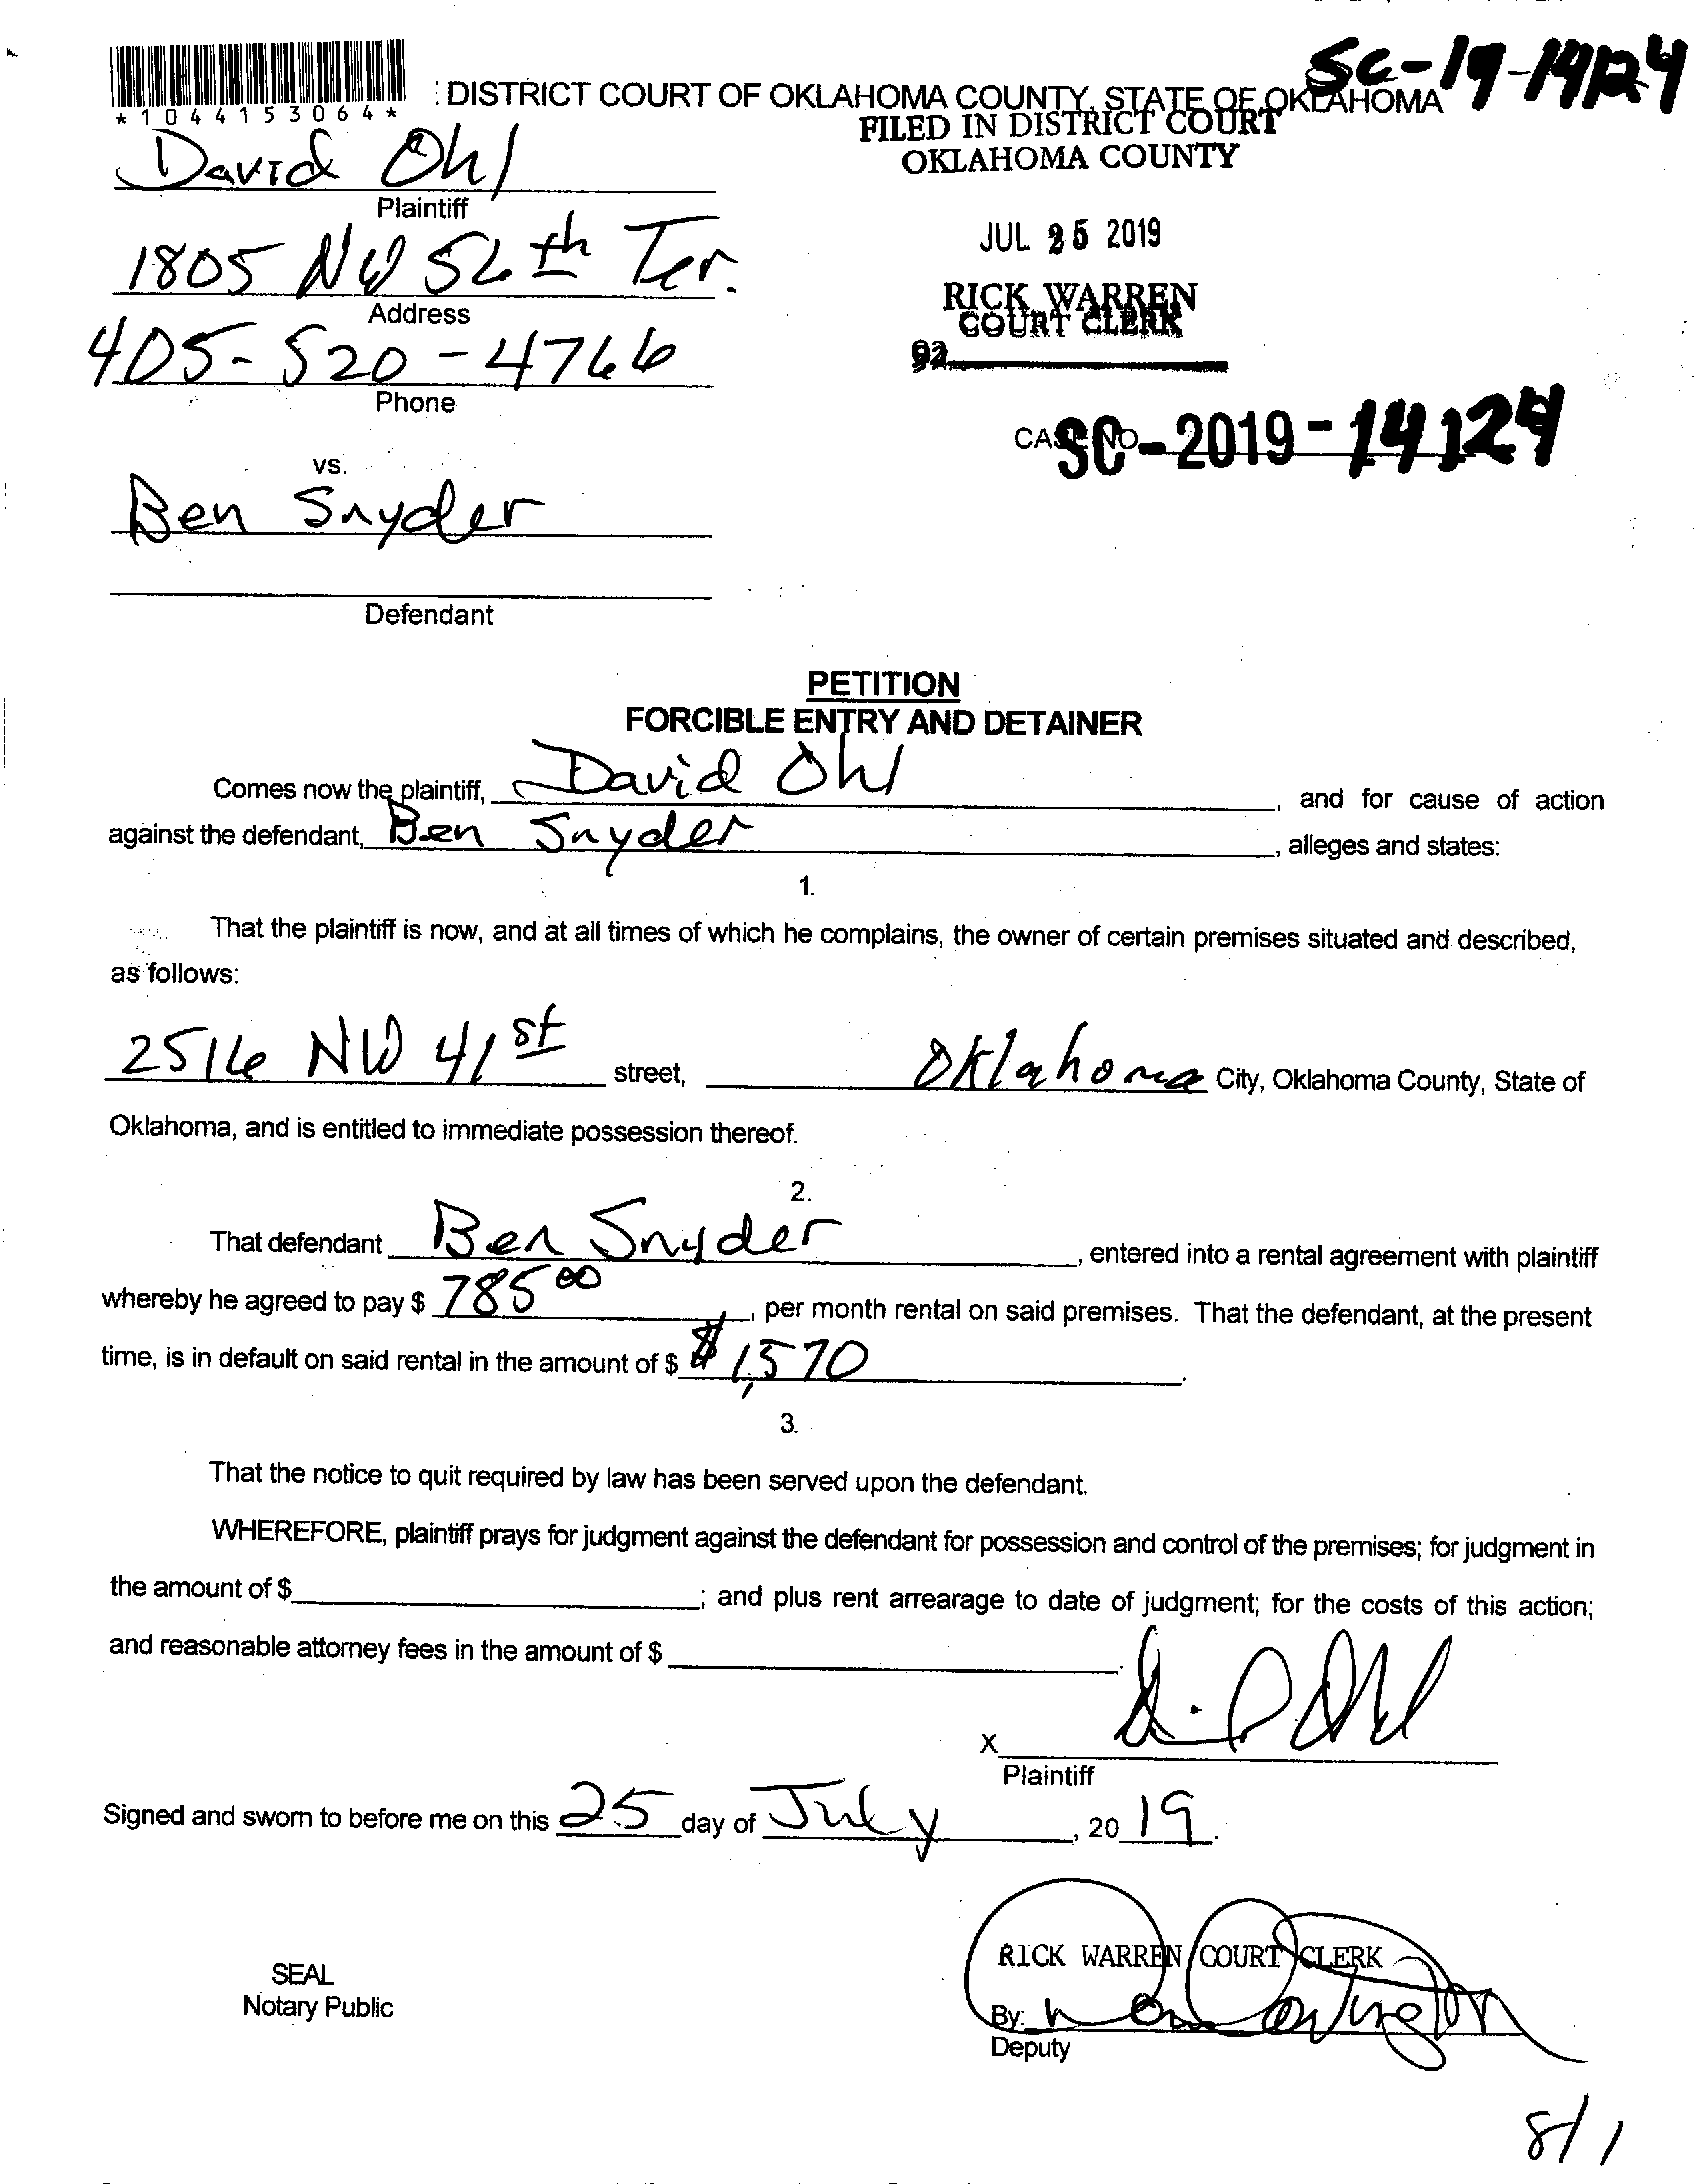 SC-19-14124
*1044153064*
: DISTRICT COURT OF OKLAHOMA COUNTY, STATE OF OKLAHOMA
FILED IN DISTRICT COURT
OKLAHOMA COUNTY
David Ohl
Plaintiff
JUL 25 2019
1805 NW 56th Ter.
Address
RICK WARREN
COURT CLERK
405-520-4766
Phone
92
CASE NO.
SC-2019-14124
vs.
Ben Snyder
Defendant
PETITION
FORCIBLE ENTRY AND DETAINER
Comes now the plaintiff, David Ohl, and for cause of action
against the defendant, Ben Snyder, alleges and states:
1.
That the plaintiff is now, and at all times of which he complains, the owner of certain premises situated and described,
as follows:
2516 NW 41st street, Oklahoma City, Oklahoma County, State of
Oklahoma, and is entitled to immediate possession thereof.
2.
That defendant Ben Snyder, entered into a rental agreement with plaintiff
whereby he agreed to pay $ 785 00, per month rental on said premises. That the defendant, at the present
time, is in default on said rental in the amount of $ $1,570.
3.
That the notice to quit required by law has been served upon the defendant.
WHEREFORE, plaintiff prays for judgment against the defendant for possession and control of the premises; for judgment in
the amount of $ ; and plus rent arrearage to date of judgment; for the costs of this action;
and reasonable attorney fees in the amount of $ .
X
Plaintiff
Signed and sworn to before me on this 25 day of July, 20 19.
RICK WARREN COURT CLERK
SEAL
Notary Public
By:
Deputy
8/1